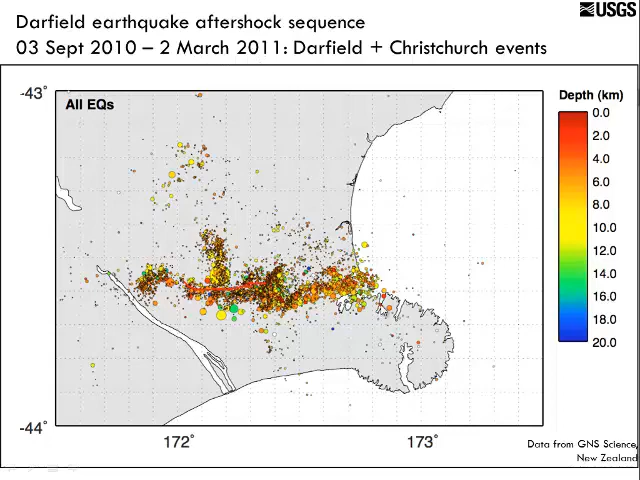 Darfield earthquake aftershock sequence
03 Sept 2010 – 2 March 2011: Darfield + Christchurch events
USGS
-43°
All EQs
Depth (km)
0.0
2.0
4.0
6.0
8.0
10.0
12.0
14.0
16.0
18.0
20.0
-44°
172°
173°
Data from GNS Science,
New Zealand